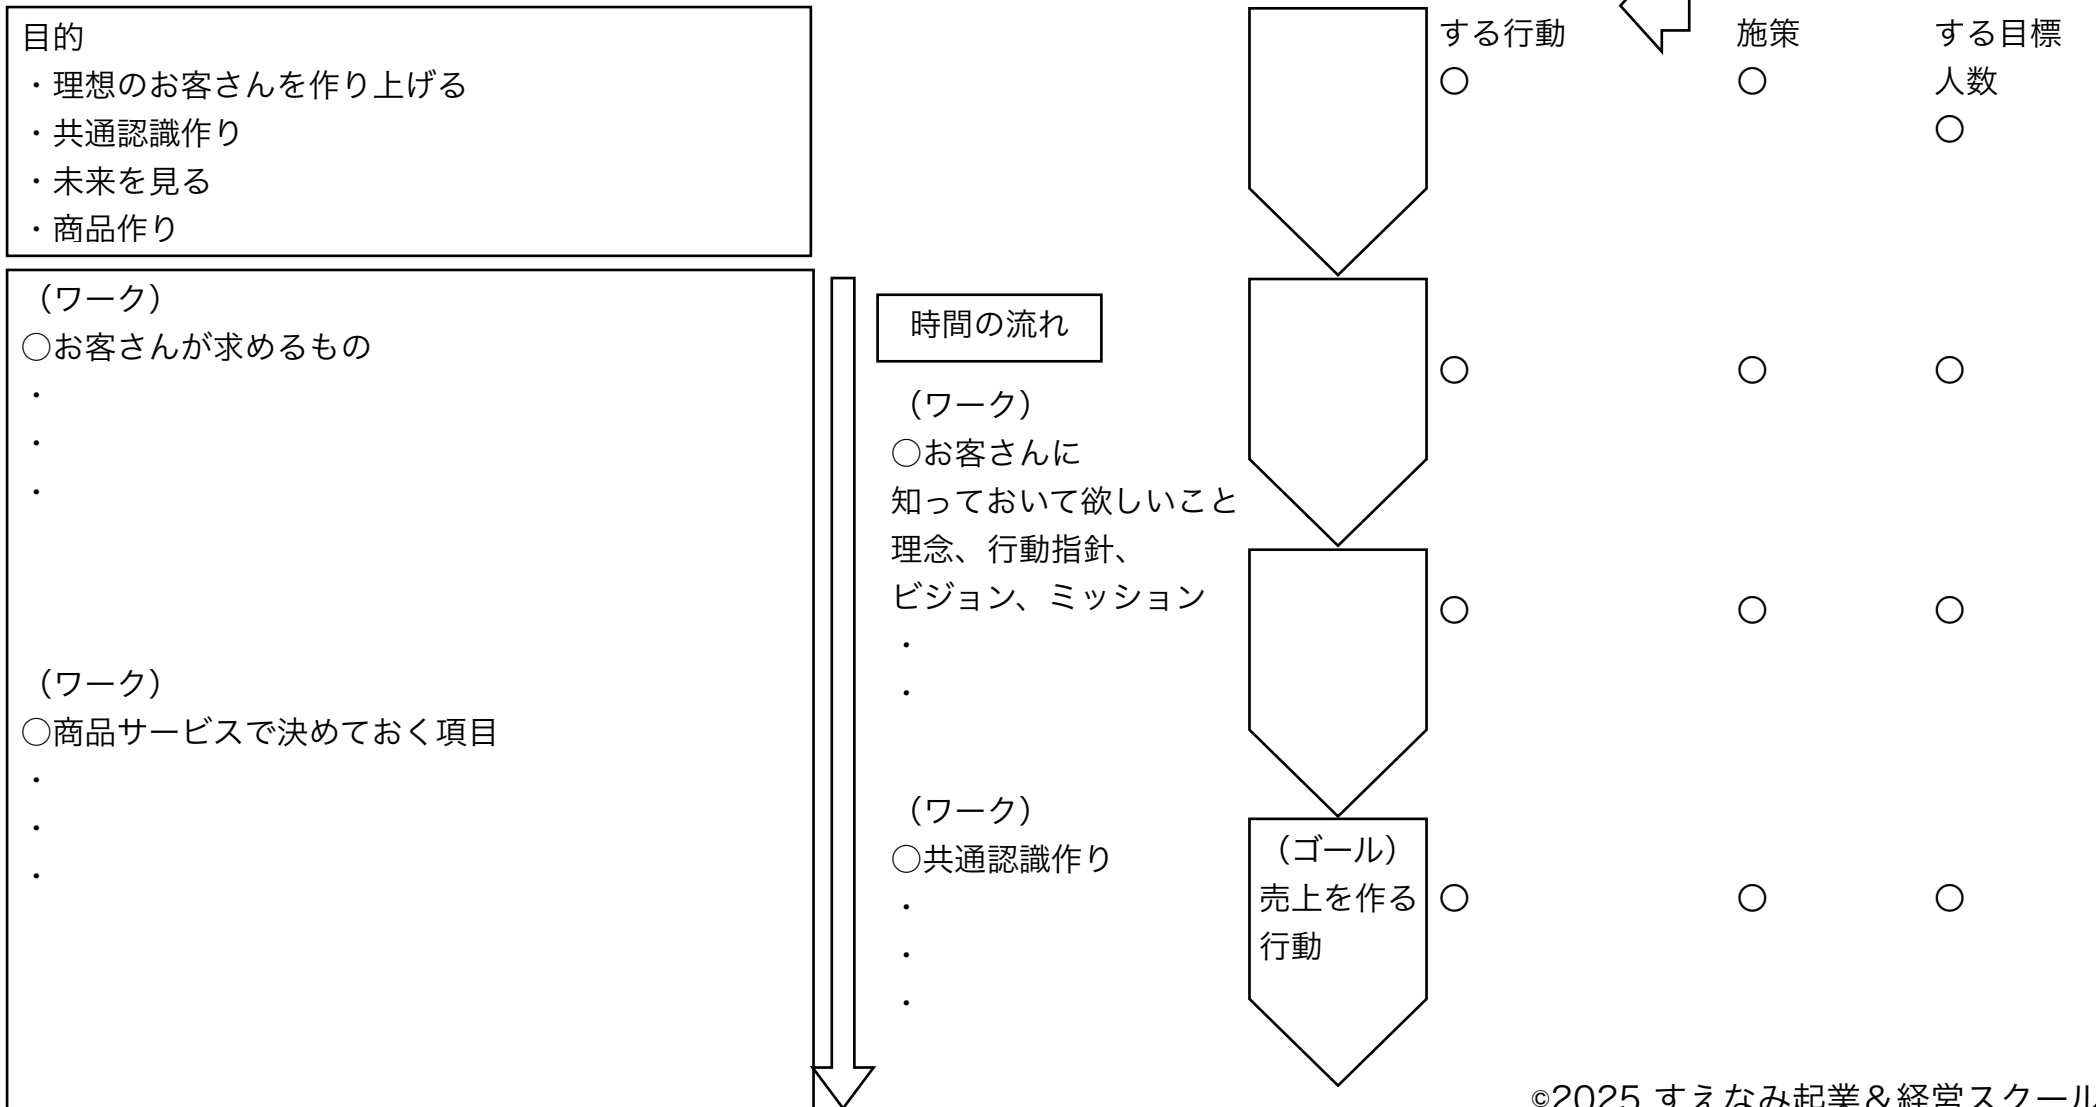 目的
・理想のお客さんを作り上げる
・共通認識作り
・未来を見る
・商品作り
（ワーク）
○お客さんが求めるもの
・
・
・
（ワーク）
○商品サービスで決めておく項目
・
・
・
時間の流れ
（ワーク）
○お客さんに
知っておいて欲しいこと
理念、行動指針、
ビジョン、ミッション
・
・
（ワーク）
○共通認識作り
・
・
・
（ゴール）
売上を作る
行動
する行動
○
○
○
○
施策
○
○
○
○
する目標
人数
○
○
○
○
©2025 すえなみ起業＆経営スクール